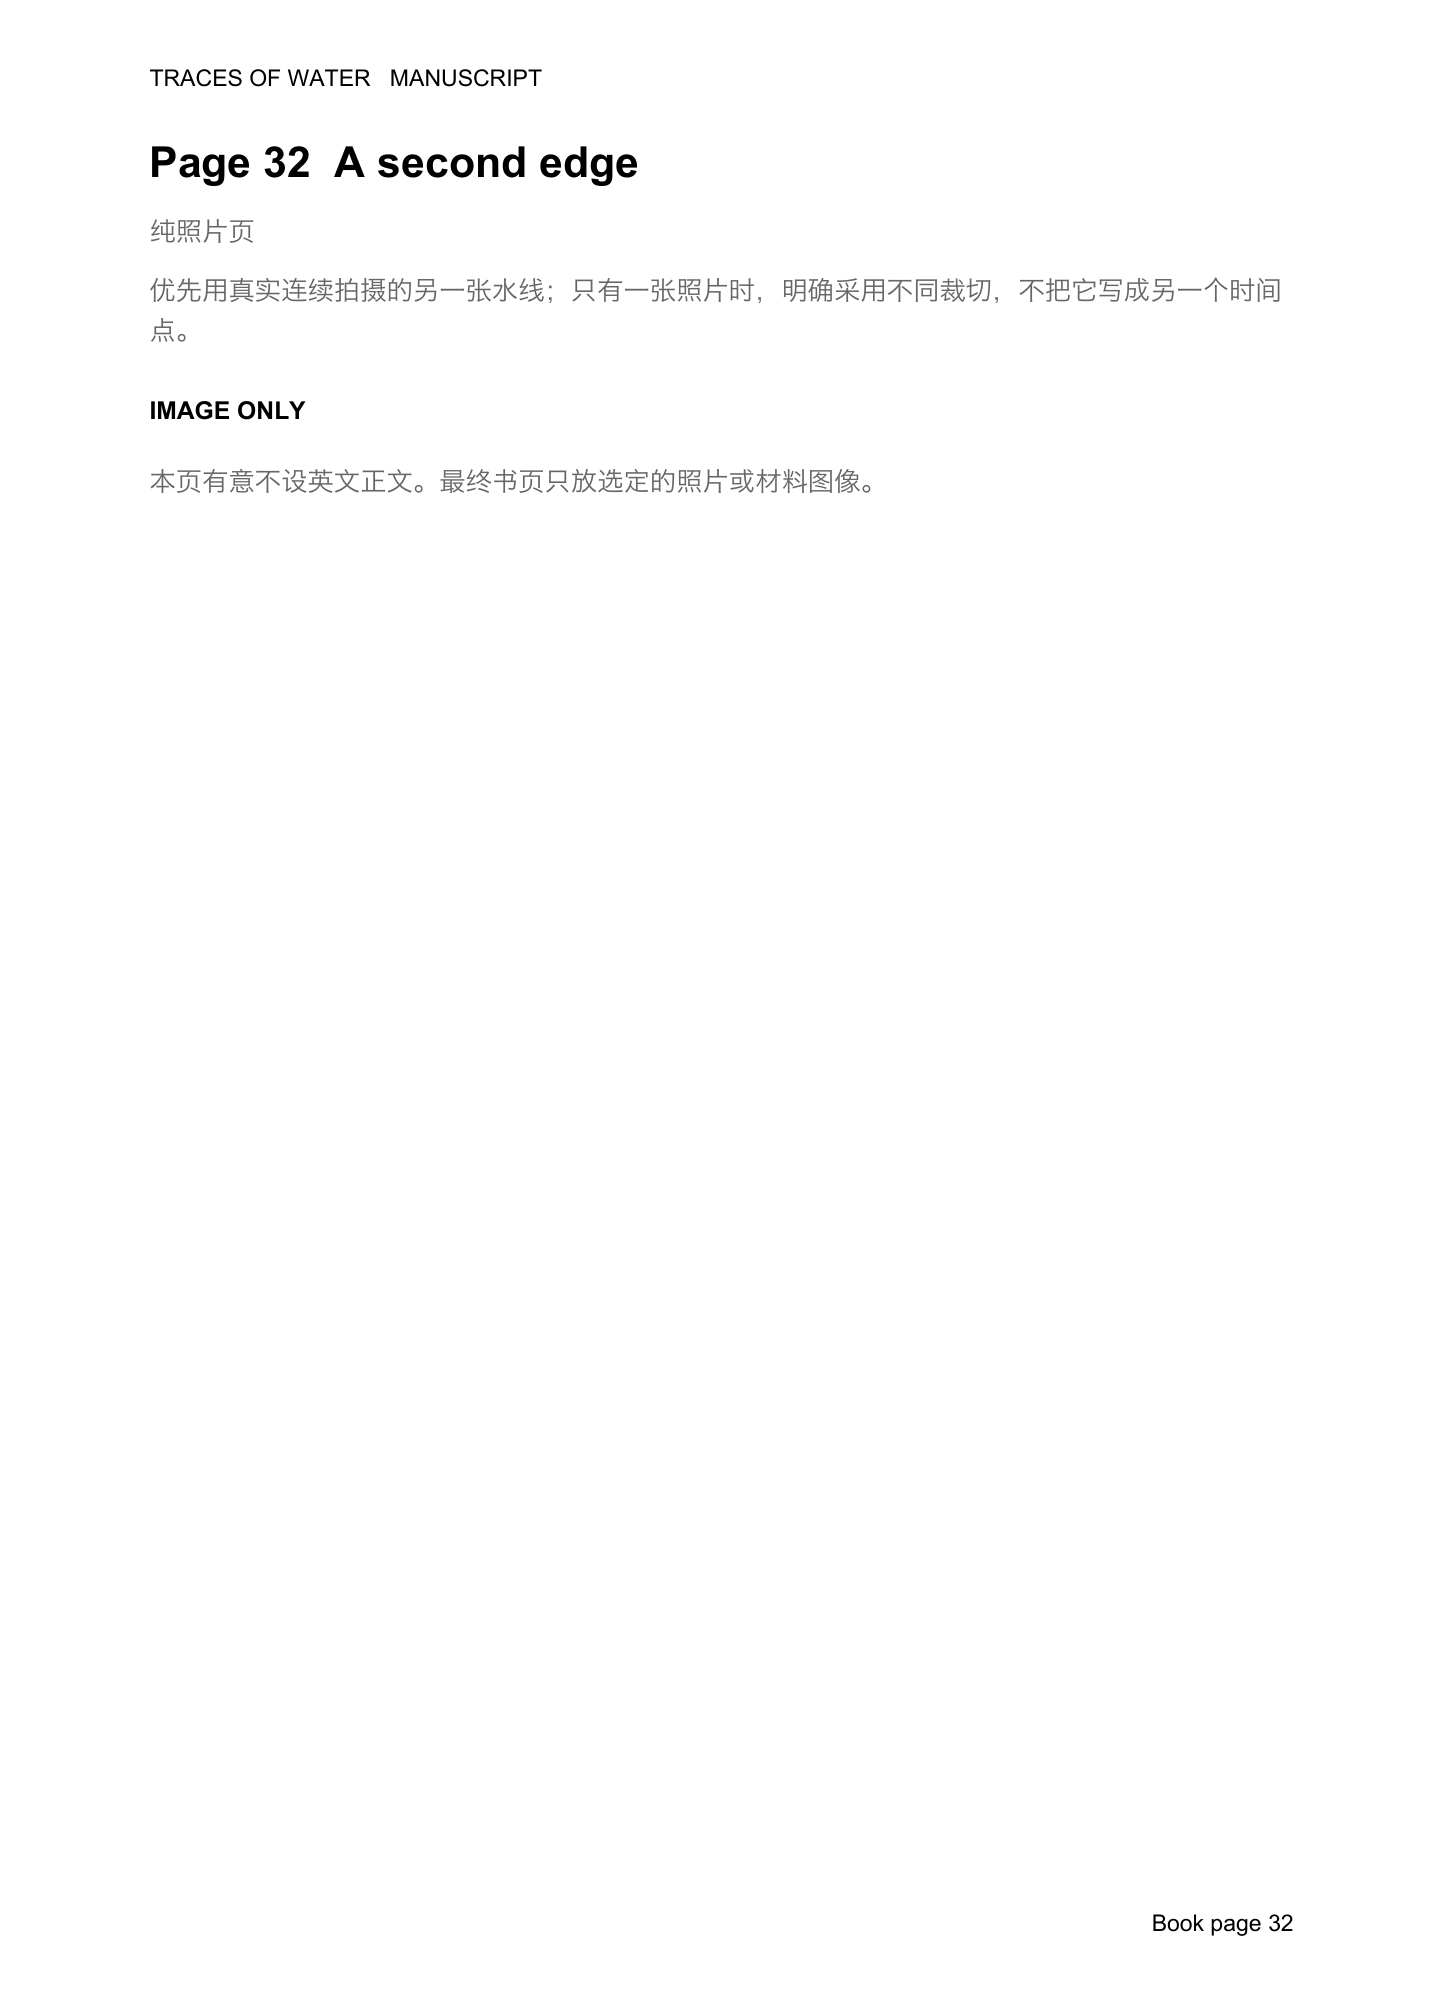 TRACES OF WATER   MANUSCRIPT
Page 32  A second edge
纯照片页
优先用真实连续拍摄的另一张水线；只有一张照片时，明确采用不同裁切，不把它写成另一个时间
点。
IMAGE ONLY
本页有意不设英文正文。最终书页只放选定的照片或材料图像。
Book page 32